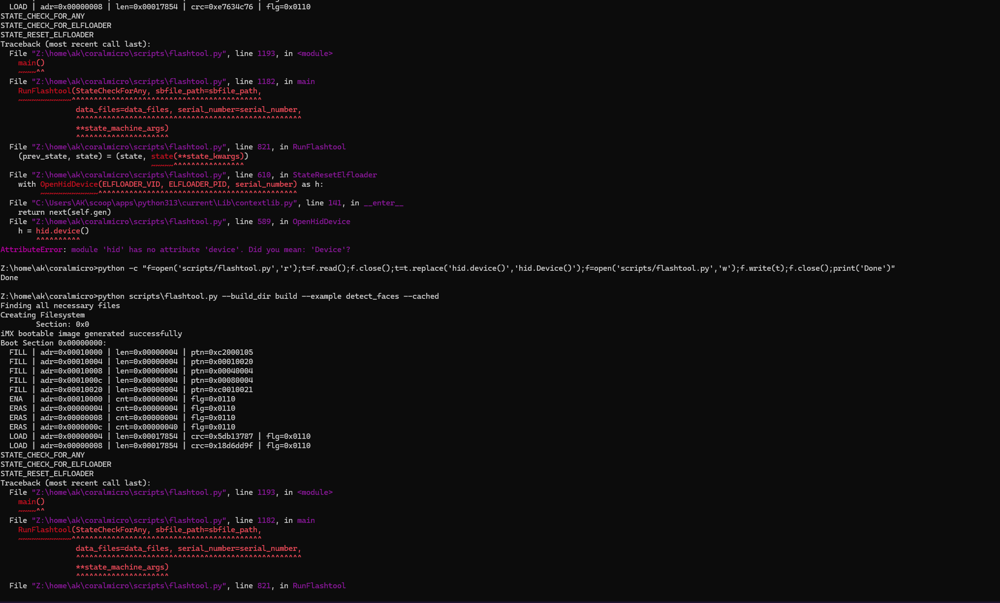 LOAD | adr=0x00000008 | len=0x00017854 | crc=0xe7634c76 | flg=0x0110
STATE_CHECK_FOR_ANY
STATE_CHECK_FOR_ELFLOADER
STATE_RESET_ELFLOADER
Traceback (most recent call last):
  File "Z:\home\ak\coralmicro\scripts\flashtool.py", line 1193, in <module>
    main()
    ~~~~^^
  File "Z:\home\ak\coralmicro\scripts\flashtool.py", line 1182, in main
    RunFlashtool(StateCheckForAny, sbfile_path=sbfile_path,
    ~~~~~~~~~~~~^^^^^^^^^^^^^^^^^^^^^^^^^^^^^^^^^^^^^^^^^^^
                 data_files=data_files, serial_number=serial_number,
                 ^^^^^^^^^^^^^^^^^^^^^^^^^^^^^^^^^^^^^^^^^^^^^^^^^^^
                 **state_machine_args)
                 ^^^^^^^^^^^^^^^^^^^^^
  File "Z:\home\ak\coralmicro\scripts\flashtool.py", line 821, in RunFlashtool
    (prev_state, state) = (state, state(**state_kwargs))
                                  ~~~~~^^^^^^^^^^^^^^^^
  File "Z:\home\ak\coralmicro\scripts\flashtool.py", line 610, in StateResetElfloader
    with OpenHidDevice(ELFLOADER_VID, ELFLOADER_PID, serial_number) as h:
         ~~~~~~~~~~~~~^^^^^^^^^^^^^^^^^^^^^^^^^^^^^^^^^^^^^^^^^^^^^
  File "C:\Users\AK\scoop\apps\python313\current\Lib\contextlib.py", line 141, in __enter__
    return next(self.gen)
  File "Z:\home\ak\coralmicro\scripts\flashtool.py", line 589, in OpenHidDevice
    h = hid.device()
        ^^^^^^^^^^
AttributeError: module 'hid' has no attribute 'device'. Did you mean: 'Device'?

Z:\home\ak\coralmicro>python -c "f=open('scripts/flashtool.py','r');t=f.read();f.close();t=t.replace('hid.device()','hid.Device()');f=open('scripts/flashtool.py','w');f.write(t);f.close();print('Done')"
Done

Z:\home\ak\coralmicro>python scripts\flashtool.py --build_dir build --example detect_faces --cached
Finding all necessary files
Creating Filesystem
        Section: 0x0
iMX bootable image generated successfully
Boot Section 0x00000000:
  FILL | adr=0x00010000 | len=0x00000004 | ptn=0xc2000105
  FILL | adr=0x00010004 | len=0x00000004 | ptn=0x00010020
  FILL | adr=0x00010008 | len=0x00000004 | ptn=0x00040004
  FILL | adr=0x0001000c | len=0x00000004 | ptn=0x00080004
  FILL | adr=0x00010020 | len=0x00000004 | ptn=0xc0010021
  ENA  | adr=0x00010000 | cnt=0x00000004 | flg=0x0110
  ERAS | adr=0x00000004 | cnt=0x00000004 | flg=0x0110
  ERAS | adr=0x00000008 | cnt=0x00000004 | flg=0x0110
  ERAS | adr=0x0000000c | cnt=0x00000040 | flg=0x0110
  LOAD | adr=0x00000004 | len=0x00017854 | crc=0x5db13787 | flg=0x0110
  LOAD | adr=0x00000008 | len=0x00017854 | crc=0x18d6dd9f | flg=0x0110
STATE_CHECK_FOR_ANY
STATE_CHECK_FOR_ELFLOADER
STATE_RESET_ELFLOADER
Traceback (most recent call last):
  File "Z:\home\ak\coralmicro\scripts\flashtool.py", line 1193, in <module>
    main()
    ~~~~^^
  File "Z:\home\ak\coralmicro\scripts\flashtool.py", line 1182, in main
    RunFlashtool(StateCheckForAny, sbfile_path=sbfile_path,
    ~~~~~~~~~~~~^^^^^^^^^^^^^^^^^^^^^^^^^^^^^^^^^^^^^^^^^^^
                 data_files=data_files, serial_number=serial_number,
                 ^^^^^^^^^^^^^^^^^^^^^^^^^^^^^^^^^^^^^^^^^^^^^^^^^^^
                 **state_machine_args)
                 ^^^^^^^^^^^^^^^^^^^^^
  File "Z:\home\ak\coralmicro\scripts\flashtool.py", line 821, in RunFlashtool